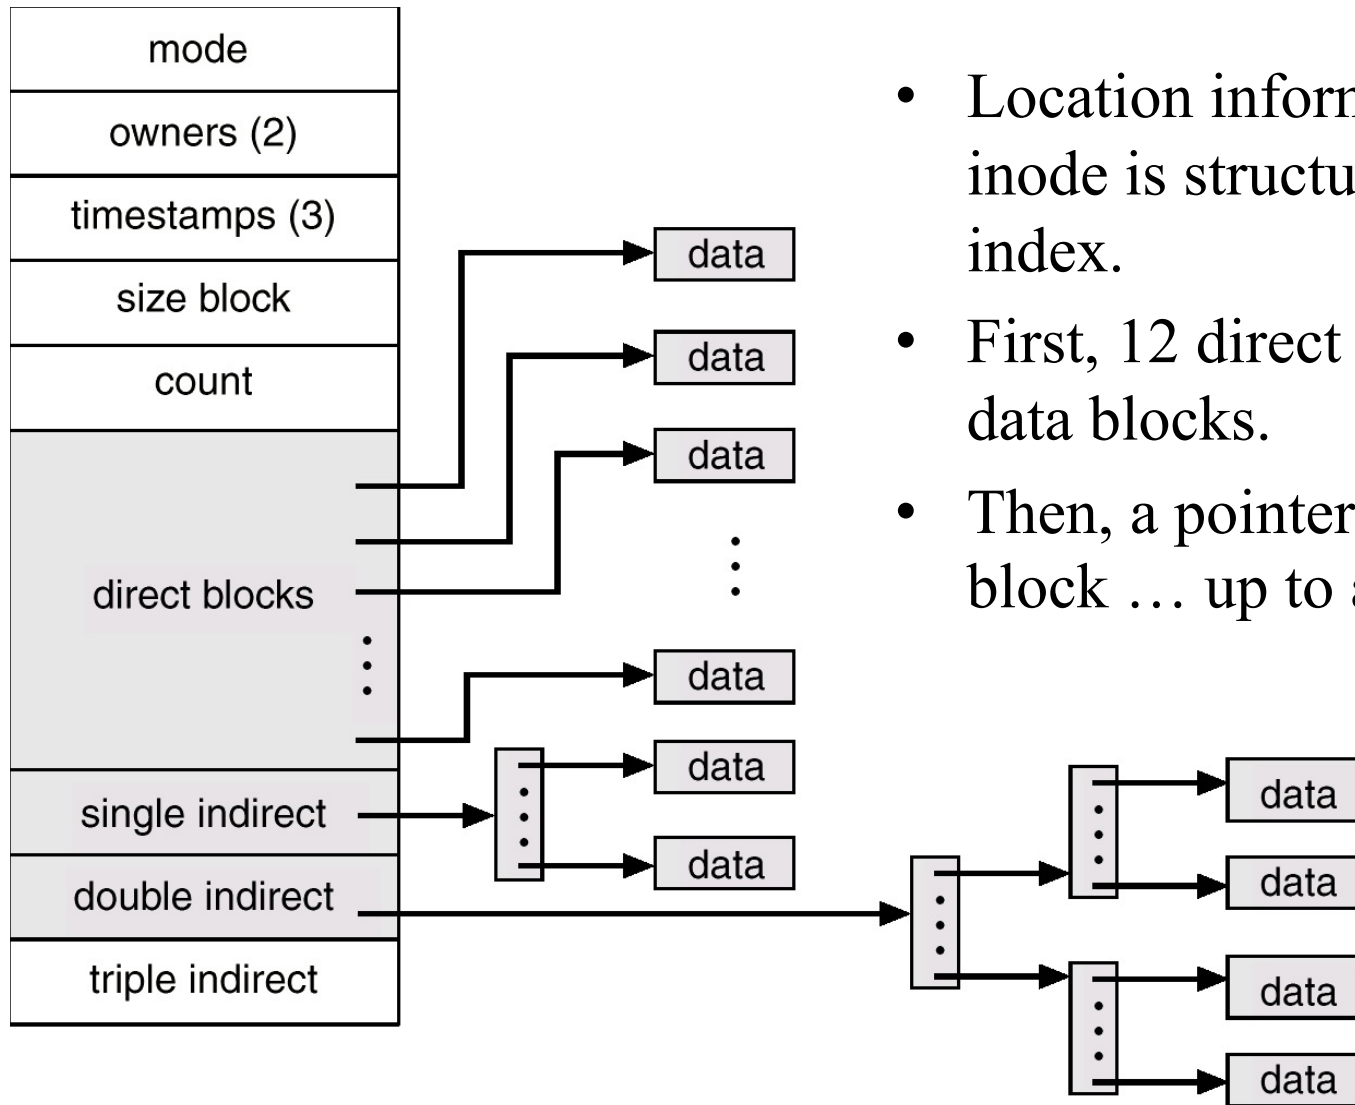 mode
owners (2)
timestamps (3)
size block
count
direct blocks
single indirect
double indirect
triple indirect
data
data
data
data
data
data
data
data
data
data
• Location
inode is
index.
• First, 12 direct
data blocks.
• Then, a pointer
block … up to